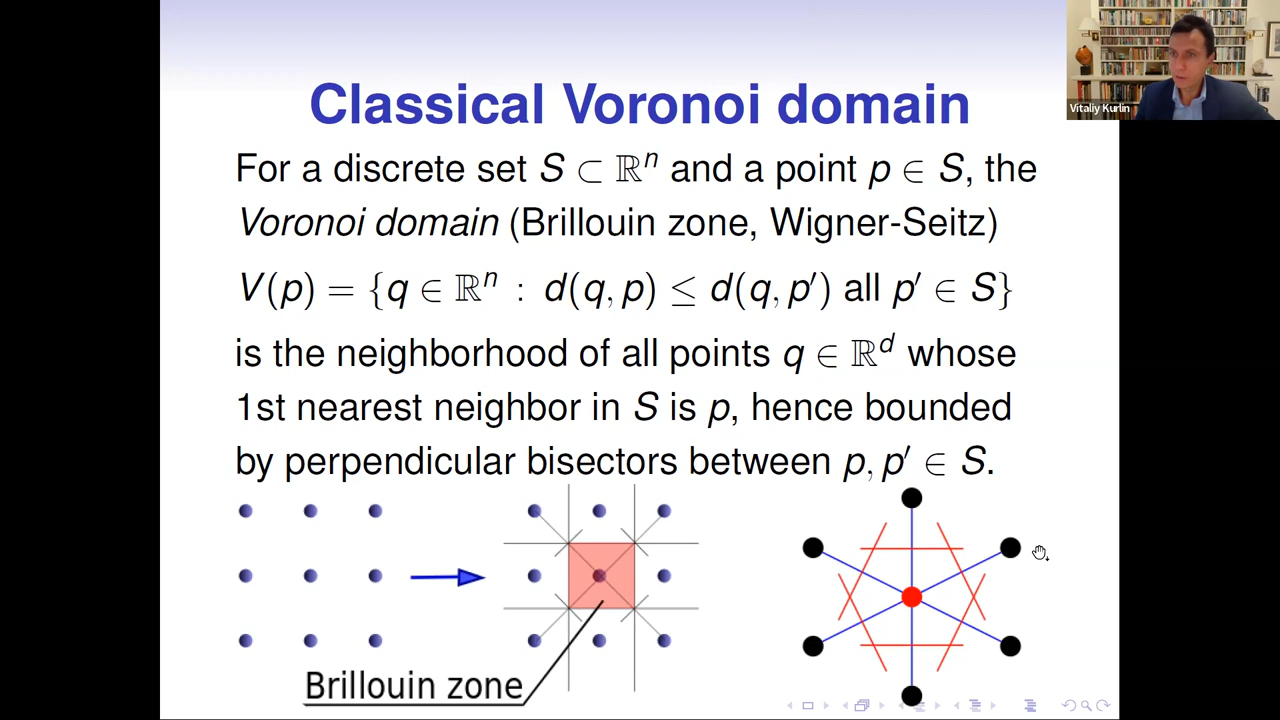 Classical Voronoi domain
For a discrete set S ⊂ ℝⁿ and a point p ∈ S, the
Voronoi domain (Brillouin zone, Wigner-Seitz)
V(p) = {q ∈ ℝⁿ : d(q, p) ≤ d(q, p′) all p′ ∈ S}
is the neighborhood of all points q ∈ ℝᵈ whose
1st nearest neighbor in S is p, hence bounded
by perpendicular bisectors between p, p′ ∈ S.
Brillouin zone
Vitaliy Kurlin